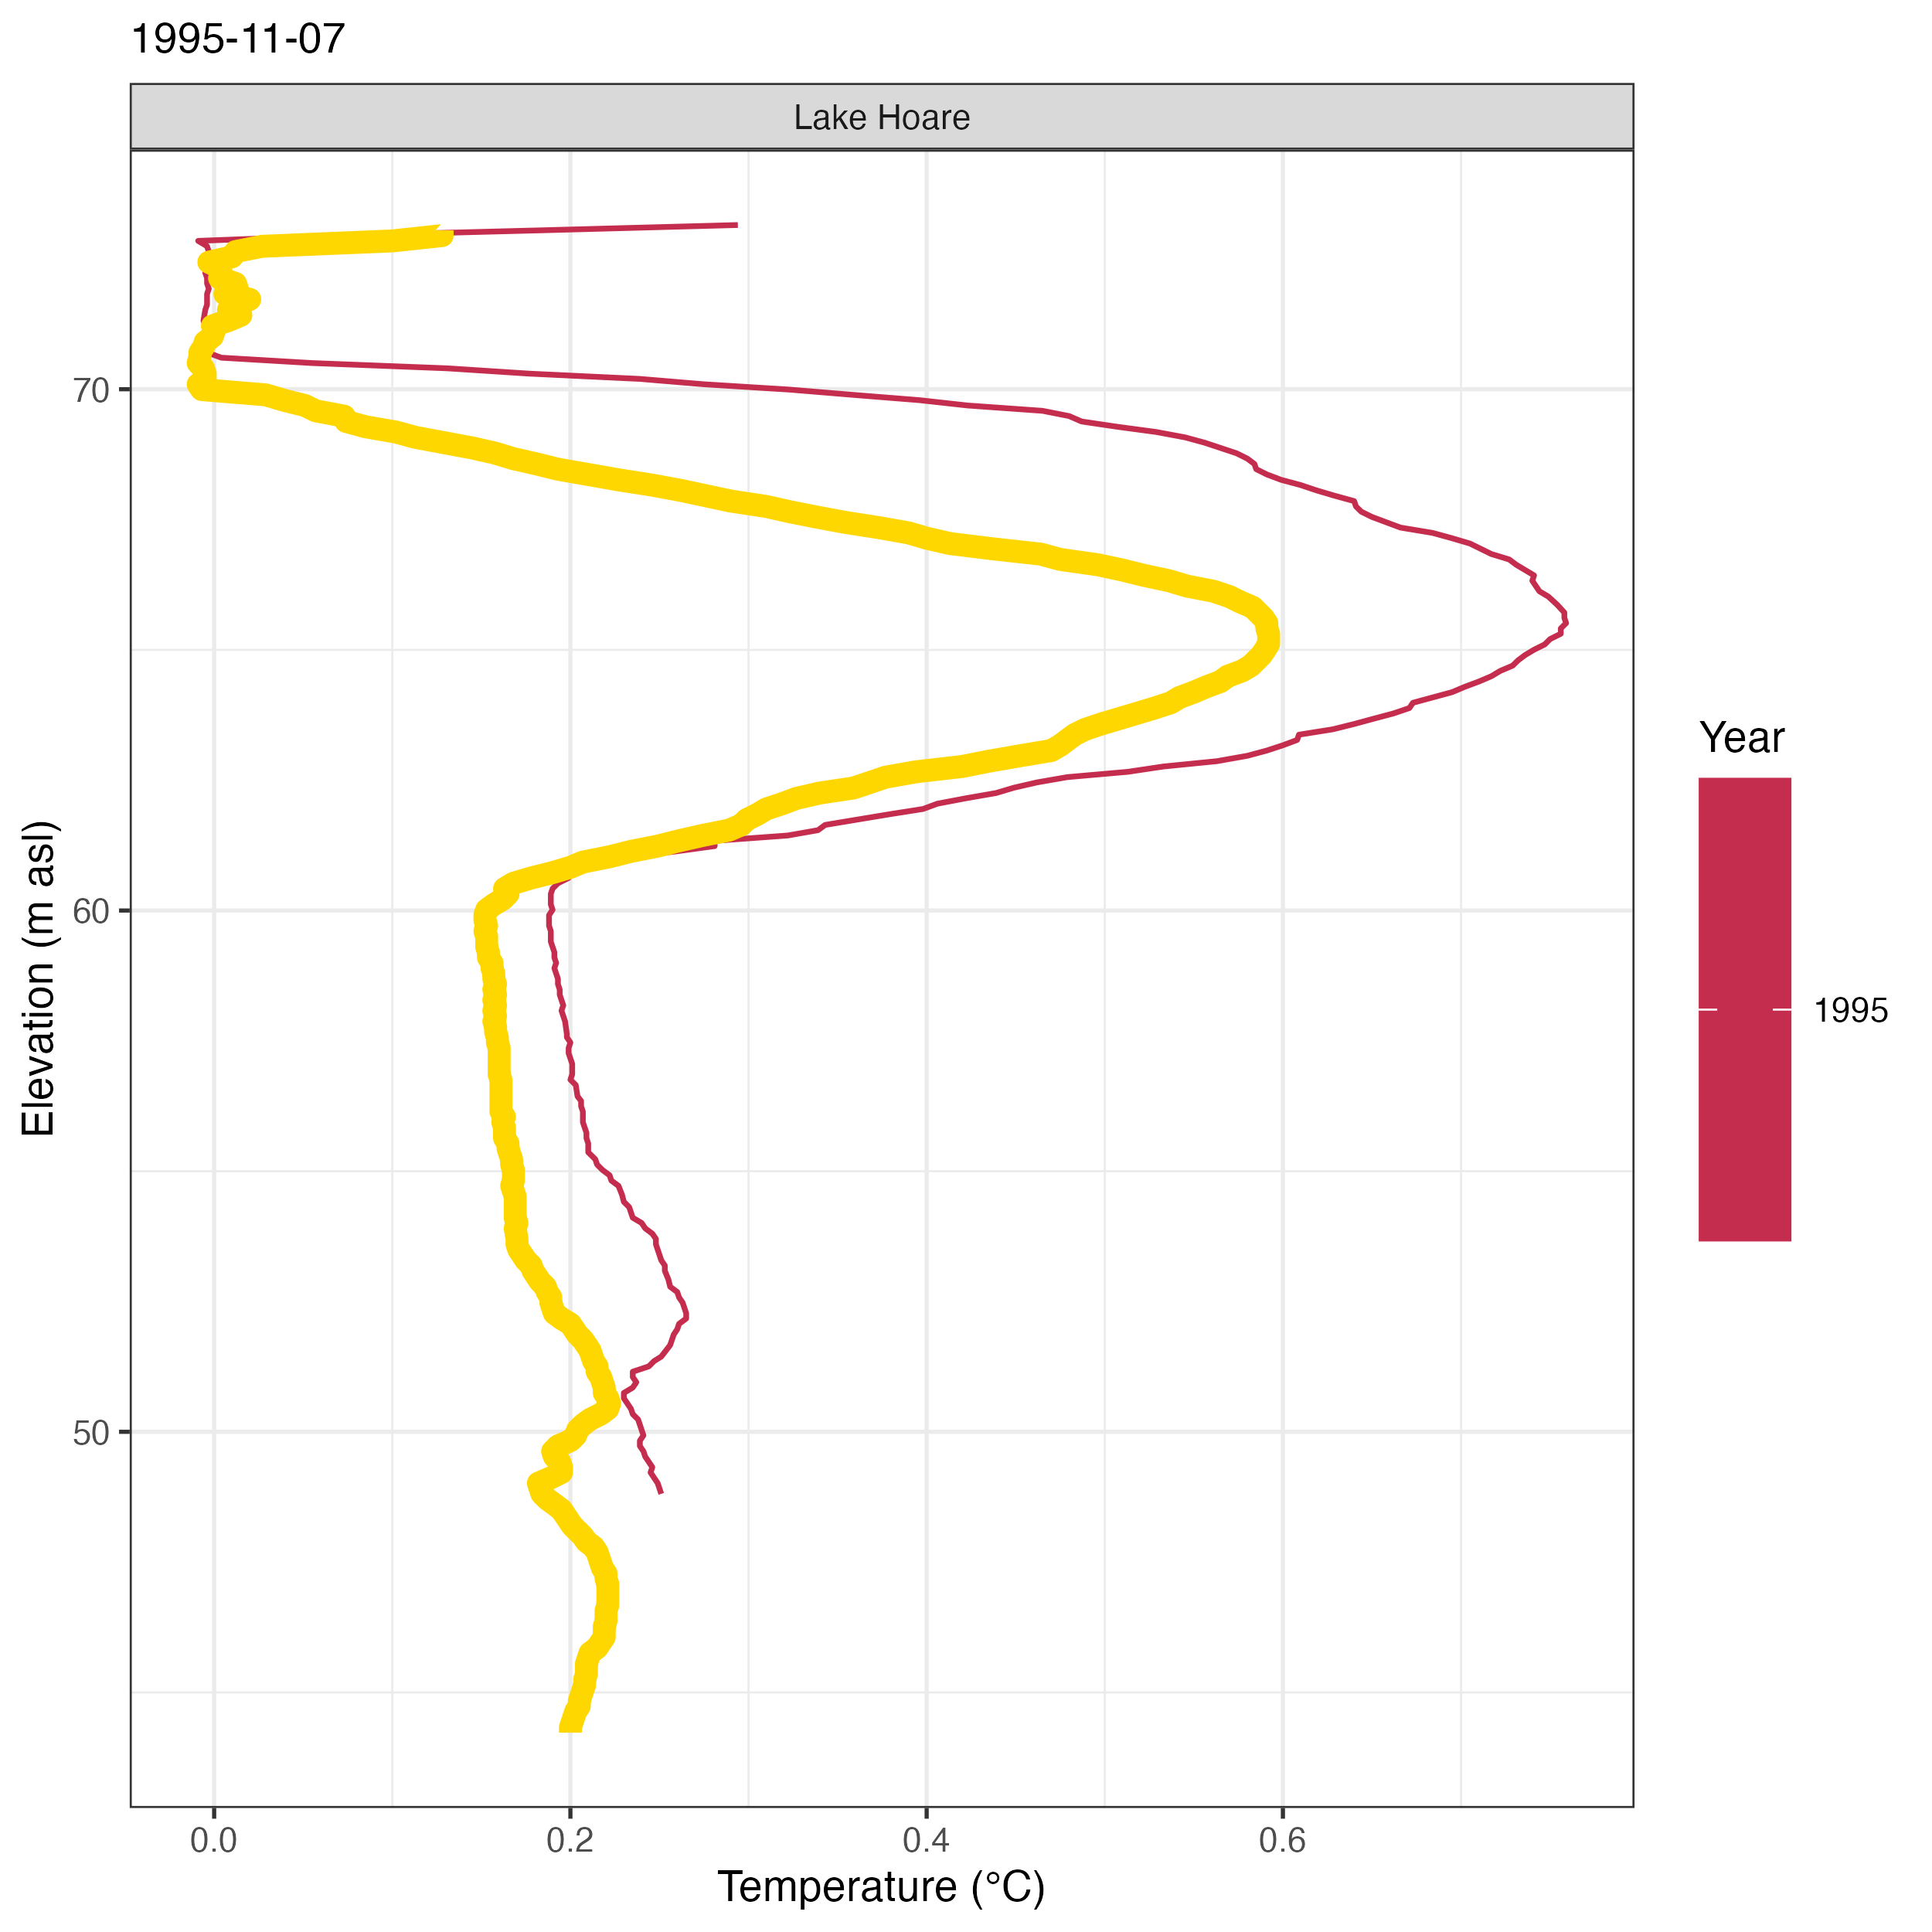 1995-11-07
Lake Hoare
70
60
50
Elevation (m asl)
0.0 0.2 0.4 0.6
Temperature (°C)
Year
1995